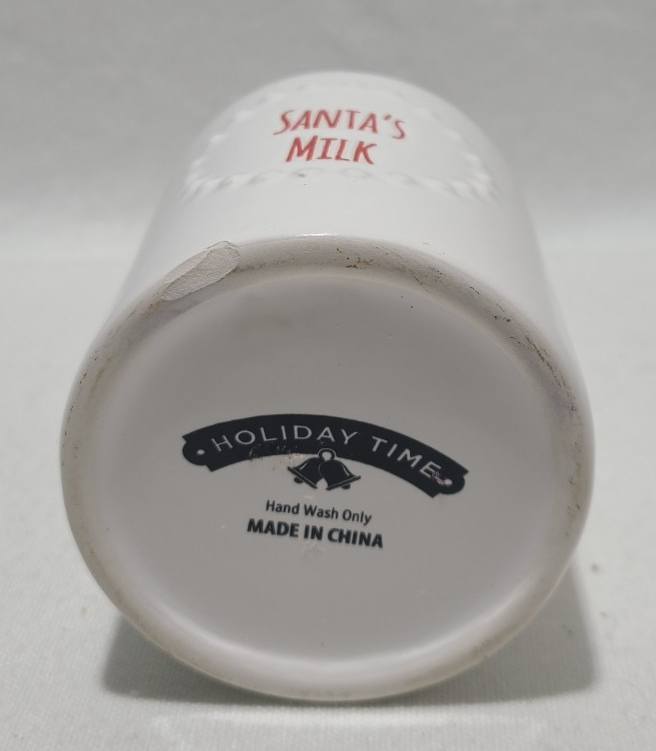 SANTA'S
MILK
HOLIDAY TIME
Hand Wash Only
MADE IN CHINA